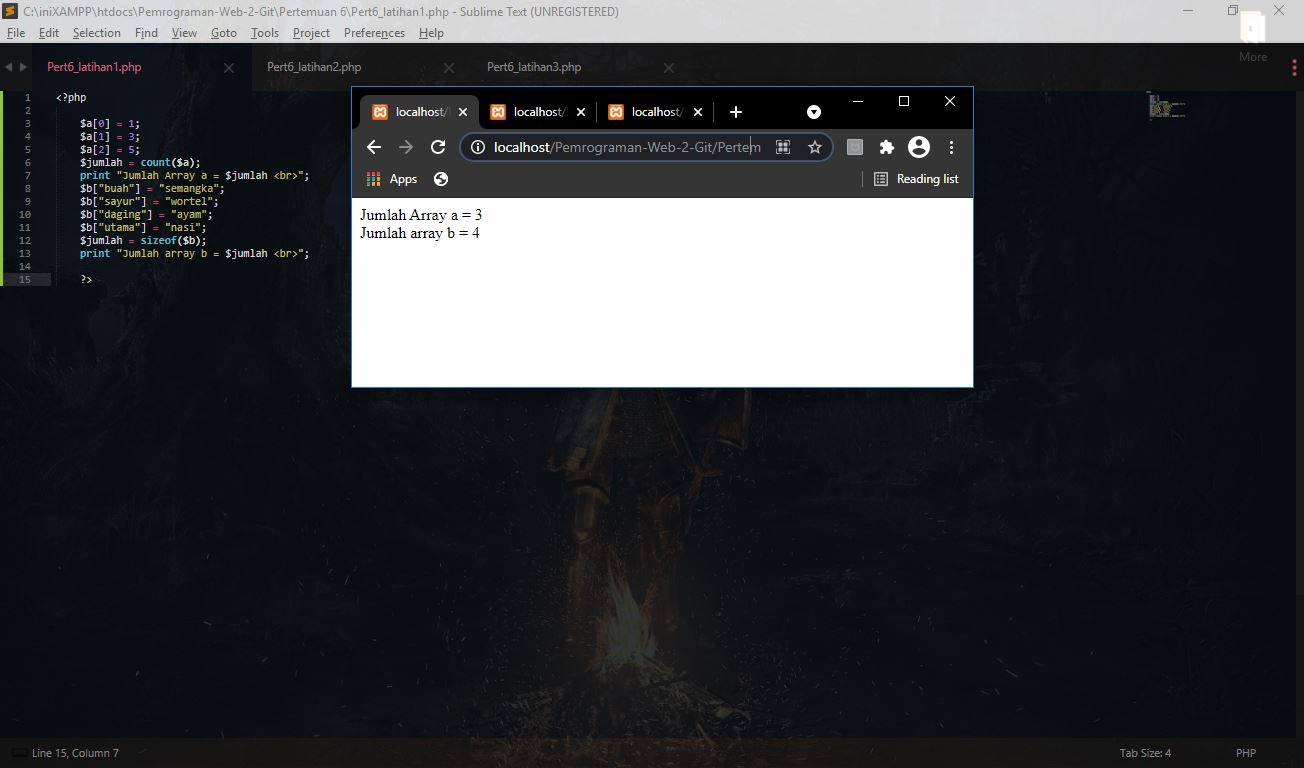 C:\iniXAMPP\htdocs\Pemrograman-Web-2-Git\Pertemuan 6\Pert6_latihan1.php - Sublime Text (UNREGISTERED)
File Edit Selection Find View Goto Tools Project Preferences Help
More
Pert6_latihan1.php
Pert6_latihan2.php
Pert6_latihan3.php
1 <?php
2
3 $a[0] = 1;
4 $a[1] = 3;
5 $a[2] = 5;
6 $jumlah = count($a);
7 print "Jumlah Array a = $jumlah <br>";
8 $b["buah"] = "semangka";
9 $b["sayur"] = "wortel";
10 $b["daging"] = "ayam";
11 $b["utama"] = "nasi";
12 $jumlah = sizeof($b);
13 print "Jumlah array b = $jumlah <br>";
14
15 ?>
localhost/
localhost/
localhost/
localhost/Pemrograman-Web-2-Git/Pertem
Apps
Reading list
Jumlah Array a = 3
Jumlah array b = 4
Line 15, Column 7
Tab Size: 4
PHP